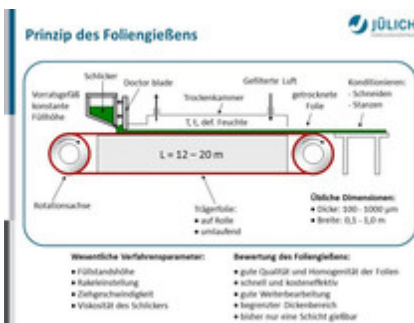 Prinzip des Foliengießens
JÜLICH
Schlicker
Doctor blade
Gefilterte Luft
Konditionieren:
- Schneiden
- Stanzen
Vorratsgefäß
konstante
Füllhöhe
Trockenkammer
getrocknete
Folie
T, t, def. Feuchte
L = 12 – 20 m
Rotationsachse
Trägerfolie:
• auf Rolle
• umlaufend
Übliche Dimensionen:
• Dicke: 100 - 1000 µm
• Breite: 0,5 - 1,0 m
Wesentliche Verfahrensparameter:
• Füllstandshöhe
• Rakeleinstellung
• Ziehgeschwindigkeit
• Viskosität des Schlickers
Bewertung des Foliengießens:
• gute Qualität und Homogenität der Folien
• schnell und kosteneffektiv
• gute Weiterbearbeitung
• begrenzter Dickenbereich
• bisher nur eine Schicht gießbar